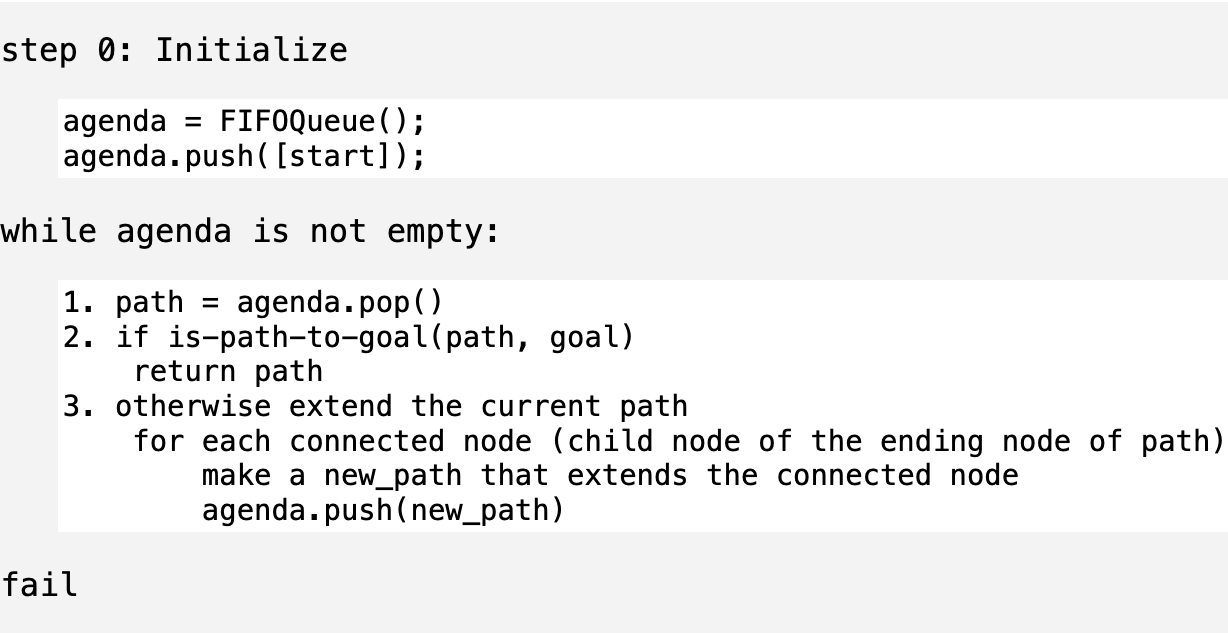 step 0: Initialize
agenda = FIFOQueue();
agenda.push([start]);
while agenda is not empty:
1. path = agenda.pop()
2. if is-path-to-goal(path, goal)
return path
3. otherwise extend the current path
for each connected node (child node of the ending node of path)
make a new_path that extends the connected node
agenda.push(new_path)
fail